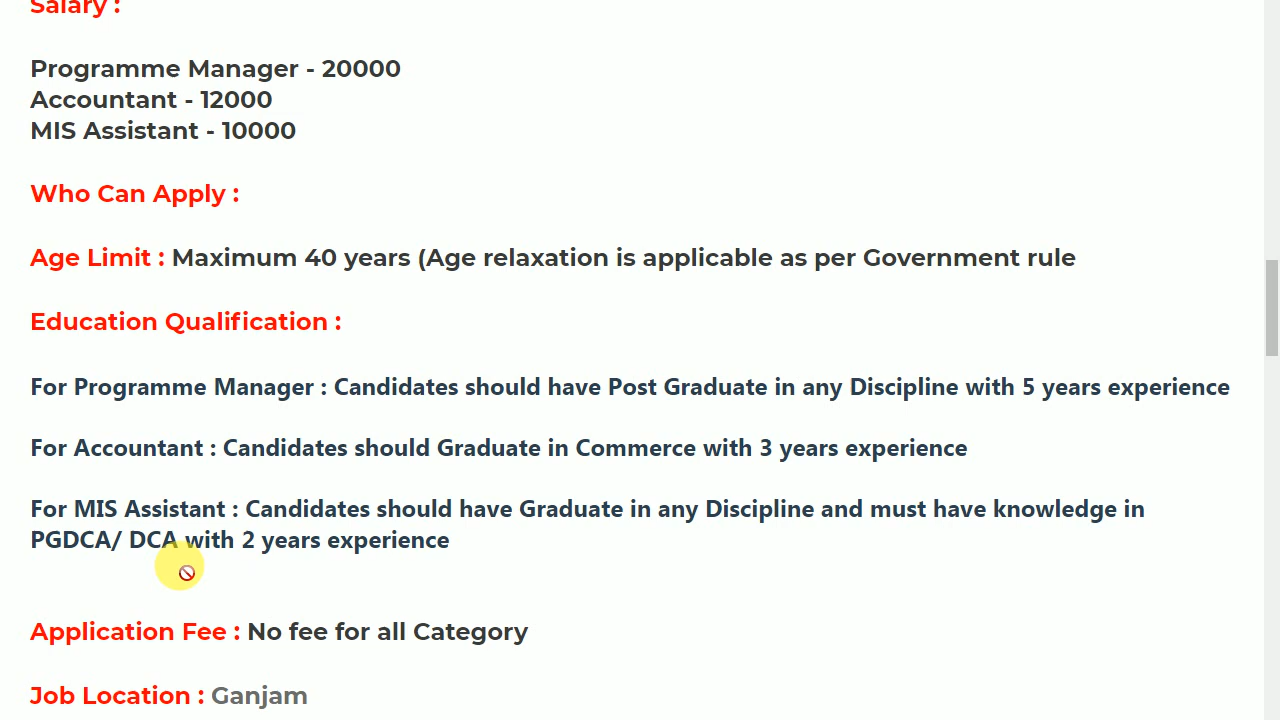 Salary :
Programme Manager - 20000
Accountant - 12000
MIS Assistant - 10000
Who Can Apply :
Age Limit : Maximum 40 years (Age relaxation is applicable as per Government rule
Education Qualification :
For Programme Manager : Candidates should have Post Graduate in any Discipline with 5 years experience
For Accountant : Candidates should Graduate in Commerce with 3 years experience
For MIS Assistant : Candidates should have Graduate in any Discipline and must have knowledge in
PGDCA/ DCA with 2 years experience
Application Fee : No fee for all Category
Job Location : Ganjam